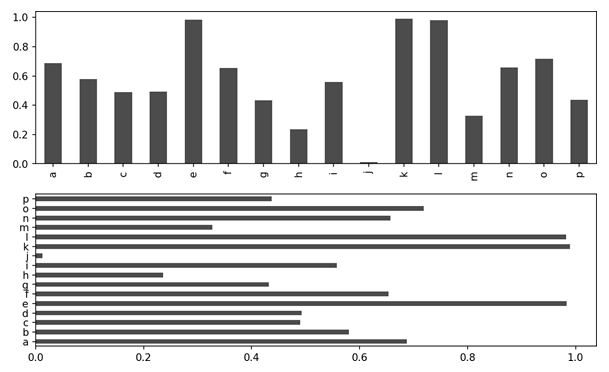 1.0
0.8
0.6
0.4
0.2
0.0
a b c d e f g h i j k l m n o p
p
o
n
m
l
k
j
i
h
g
f
e
d
c
b
a
0.0 0.2 0.4 0.6 0.8 1.0